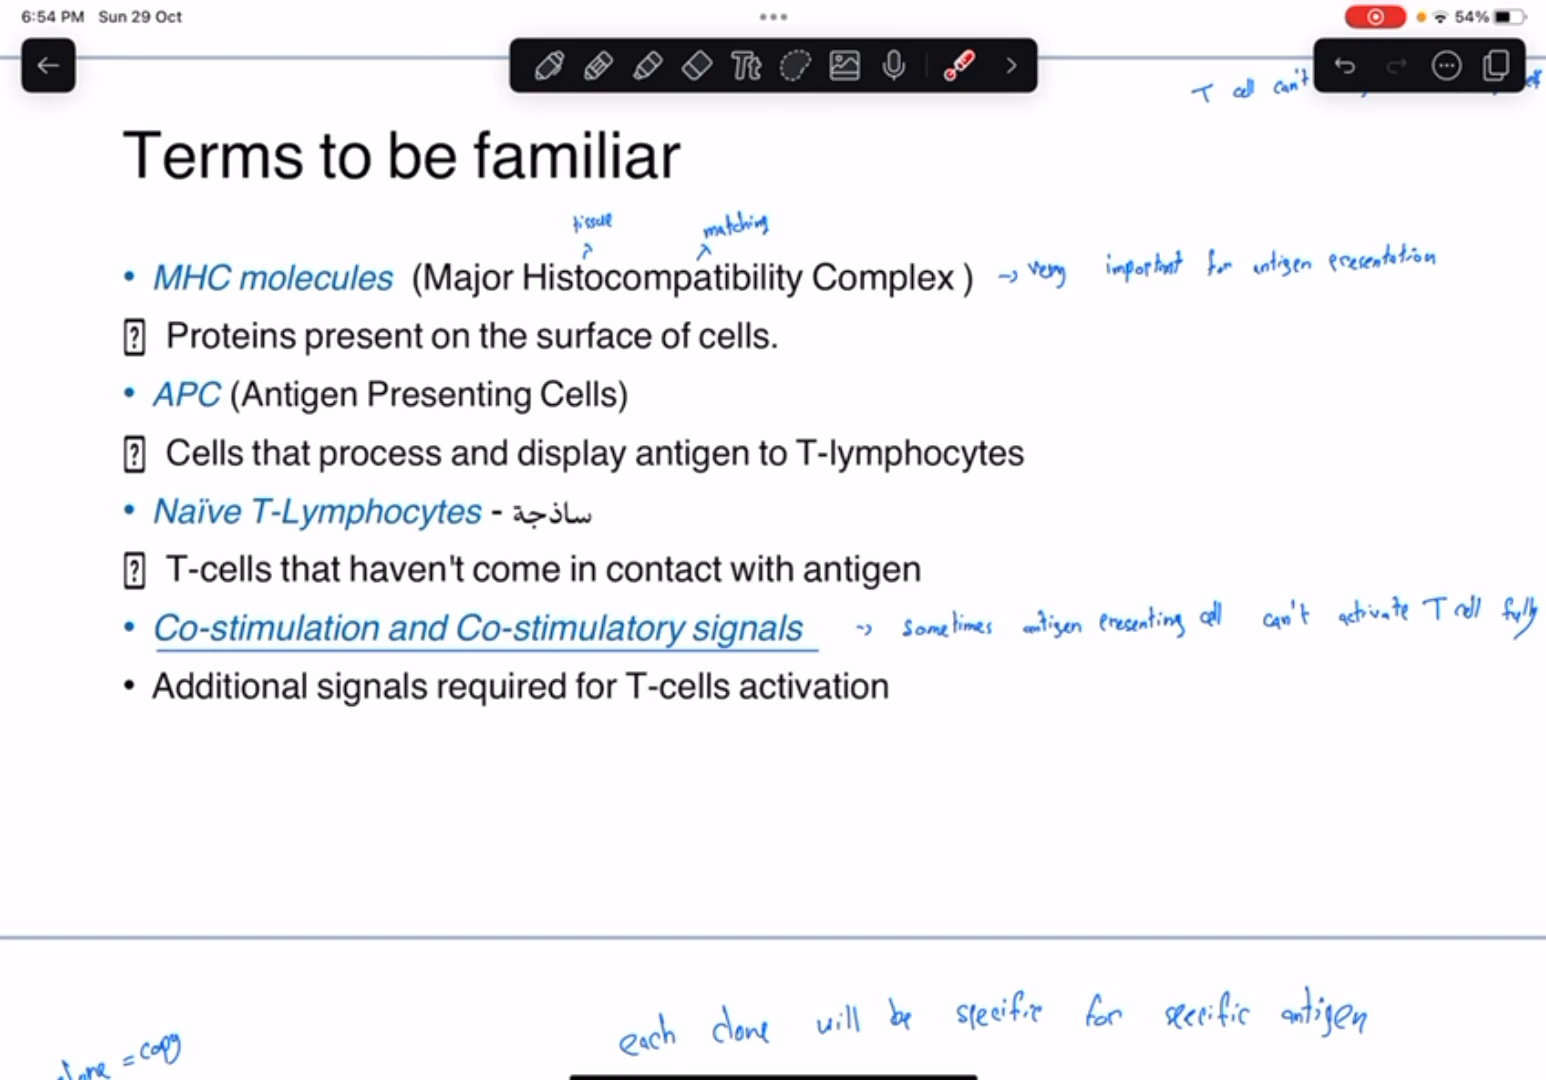 6:54 PM Sun 29 Oct
54%
Tt
T cell can't
Terms to be familiar
tissue matching
• MHC molecules (Major Histocompatibility Complex ) → very important for antigen presentation
Proteins present on the surface of cells.
• APC (Antigen Presenting Cells)
Cells that process and display antigen to T-lymphocytes
• Naïve T-Lymphocytes - ساذجة
T-cells that haven't come in contact with antigen
• Co-stimulation and Co-stimulatory signals → sometimes antigen presenting cell can't activate T cell fully
• Additional signals required for T-cells activation
each clone will be specific for specific antigen
clone = copy